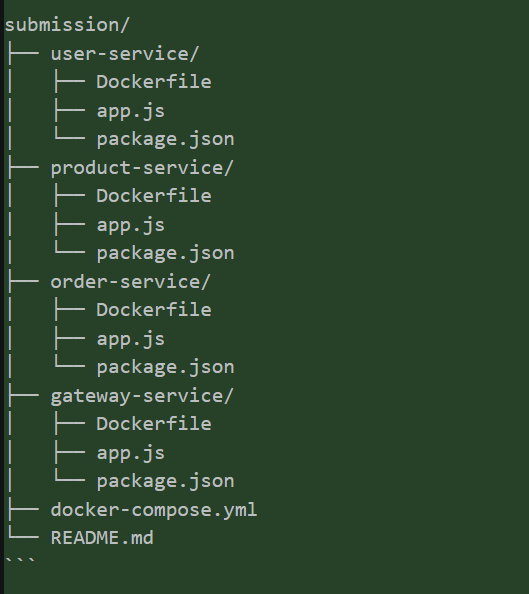 submission/
├── user-service/
│   ├── Dockerfile
│   ├── app.js
│   └── package.json
├── product-service/
│   ├── Dockerfile
│   ├── app.js
│   └── package.json
├── order-service/
│   ├── Dockerfile
│   ├── app.js
│   └── package.json
├── gateway-service/
│   ├── Dockerfile
│   ├── app.js
│   └── package.json
├── docker-compose.yml
└── README.md
```